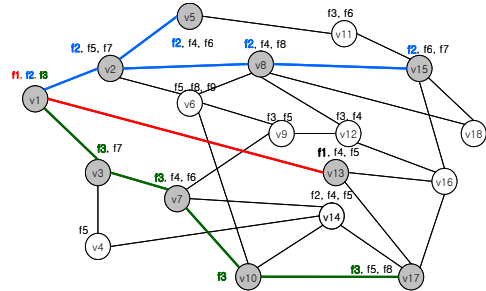 v5
f3, f6
v11
f2, f4, f6
f2, f5, f7
v2
f2, f4, f8
v8
f2, f6, f7
v15
f1, f2, f3
v1
f5, f8, f9
v6
f3, f5
v9
f3, f4
v12
v18
f3, f7
v3
f3, f4, f6
v7
f1, f4, f5
v13
v16
f2, f4, f5
v14
f5
v4
f3
v10
f3, f5, f8
v17